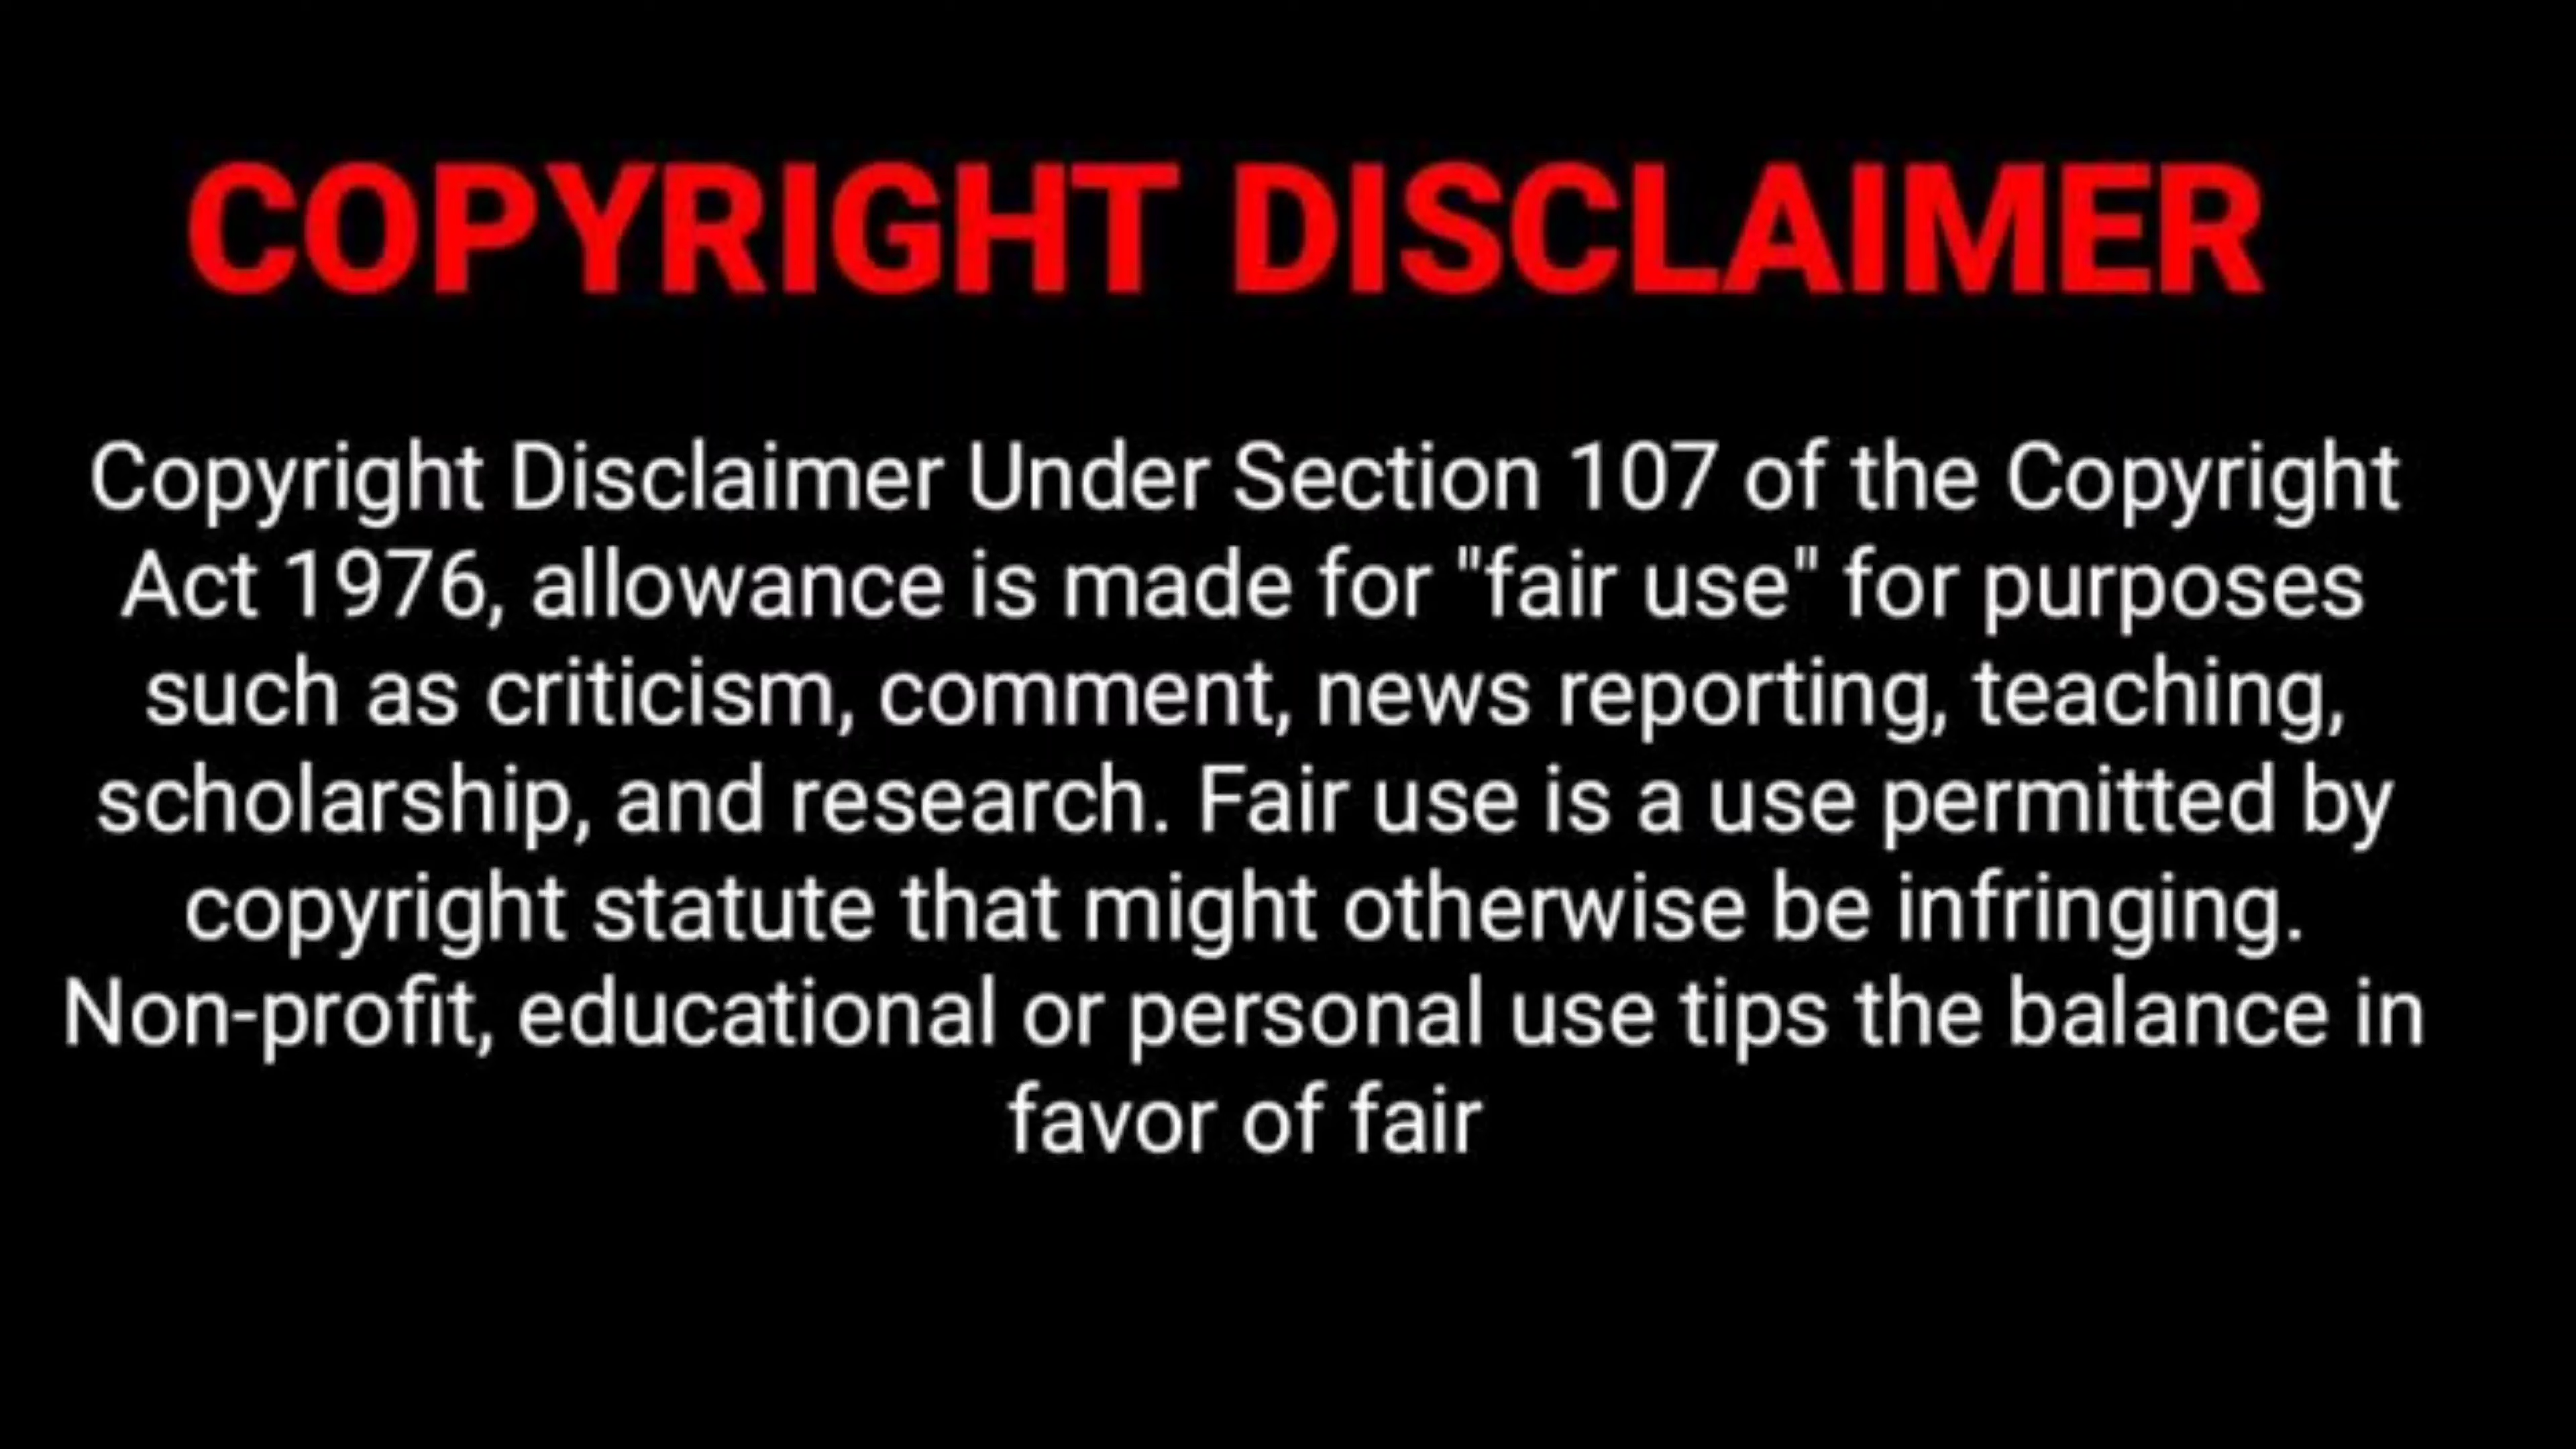 COPYRIGHT DISCLAIMER
Copyright Disclaimer Under Section 107 of the Copyright
Act 1976, allowance is made for "fair use" for purposes
such as criticism, comment, news reporting, teaching,
scholarship, and research. Fair use is a use permitted by
copyright statute that might otherwise be infringing.
Non-profit, educational or personal use tips the balance in
favor of fair